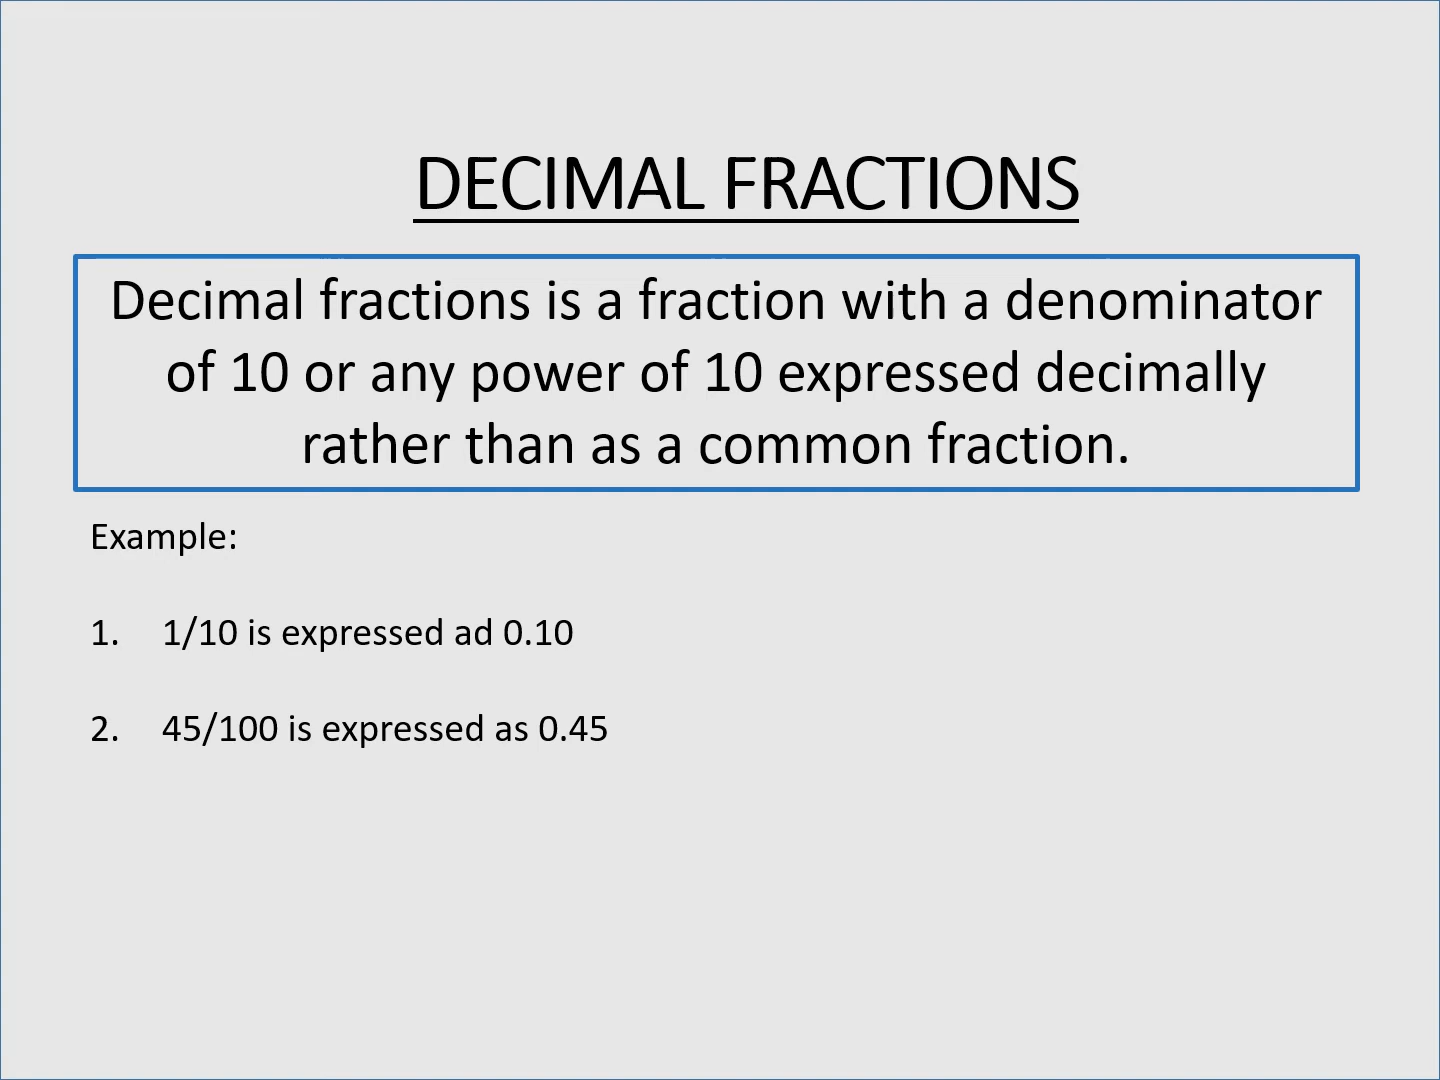 DECIMAL FRACTIONS
Decimal fractions is a fraction with a denominator
of 10 or any power of 10 expressed decimally
rather than as a common fraction.
Example:
1. 1/10 is expressed ad 0.10
2. 45/100 is expressed as 0.45